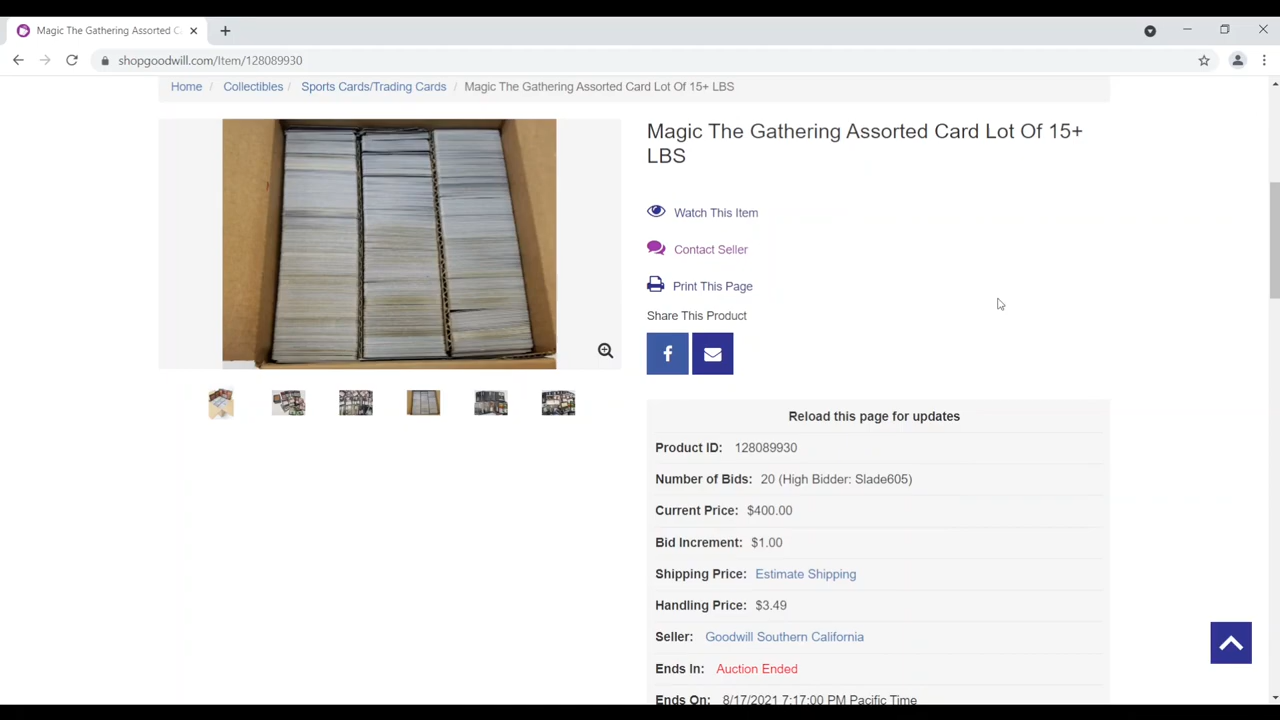 Magic The Gathering Assorted C
shopgoodwill.com/Item/128089930
Home / Collectibles / Sports Cards/Trading Cards / Magic The Gathering Assorted Card Lot Of 15+ LBS
Magic The Gathering Assorted Card Lot Of 15+
LBS
Watch This Item
Contact Seller
Print This Page
Share This Product
Reload this page for updates
Product ID: 128089930
Number of Bids: 20 (High Bidder: Slade605)
Current Price: $400.00
Bid Increment: $1.00
Shipping Price: Estimate Shipping
Handling Price: $3.49
Seller: Goodwill Southern California
Ends In: Auction Ended
Ends On: 8/17/2021 7:17:00 PM Pacific Time